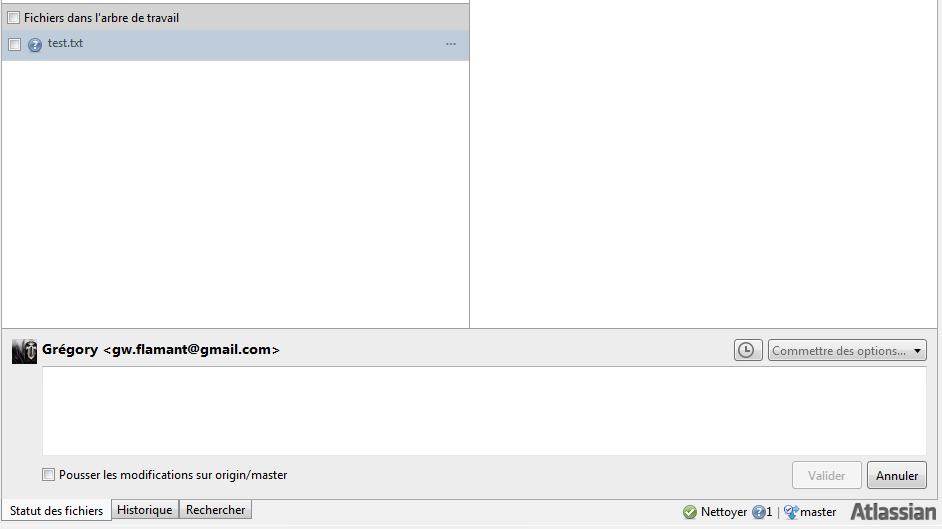 Fichiers dans l'arbre de travail
test.txt ...
Grégory <gw.flamant@gmail.com> Commettre des options...
Pousser les modifications sur origin/master Valider Annuler
Statut des fichiers Historique Rechercher Nettoyer 1 | master Atlassian